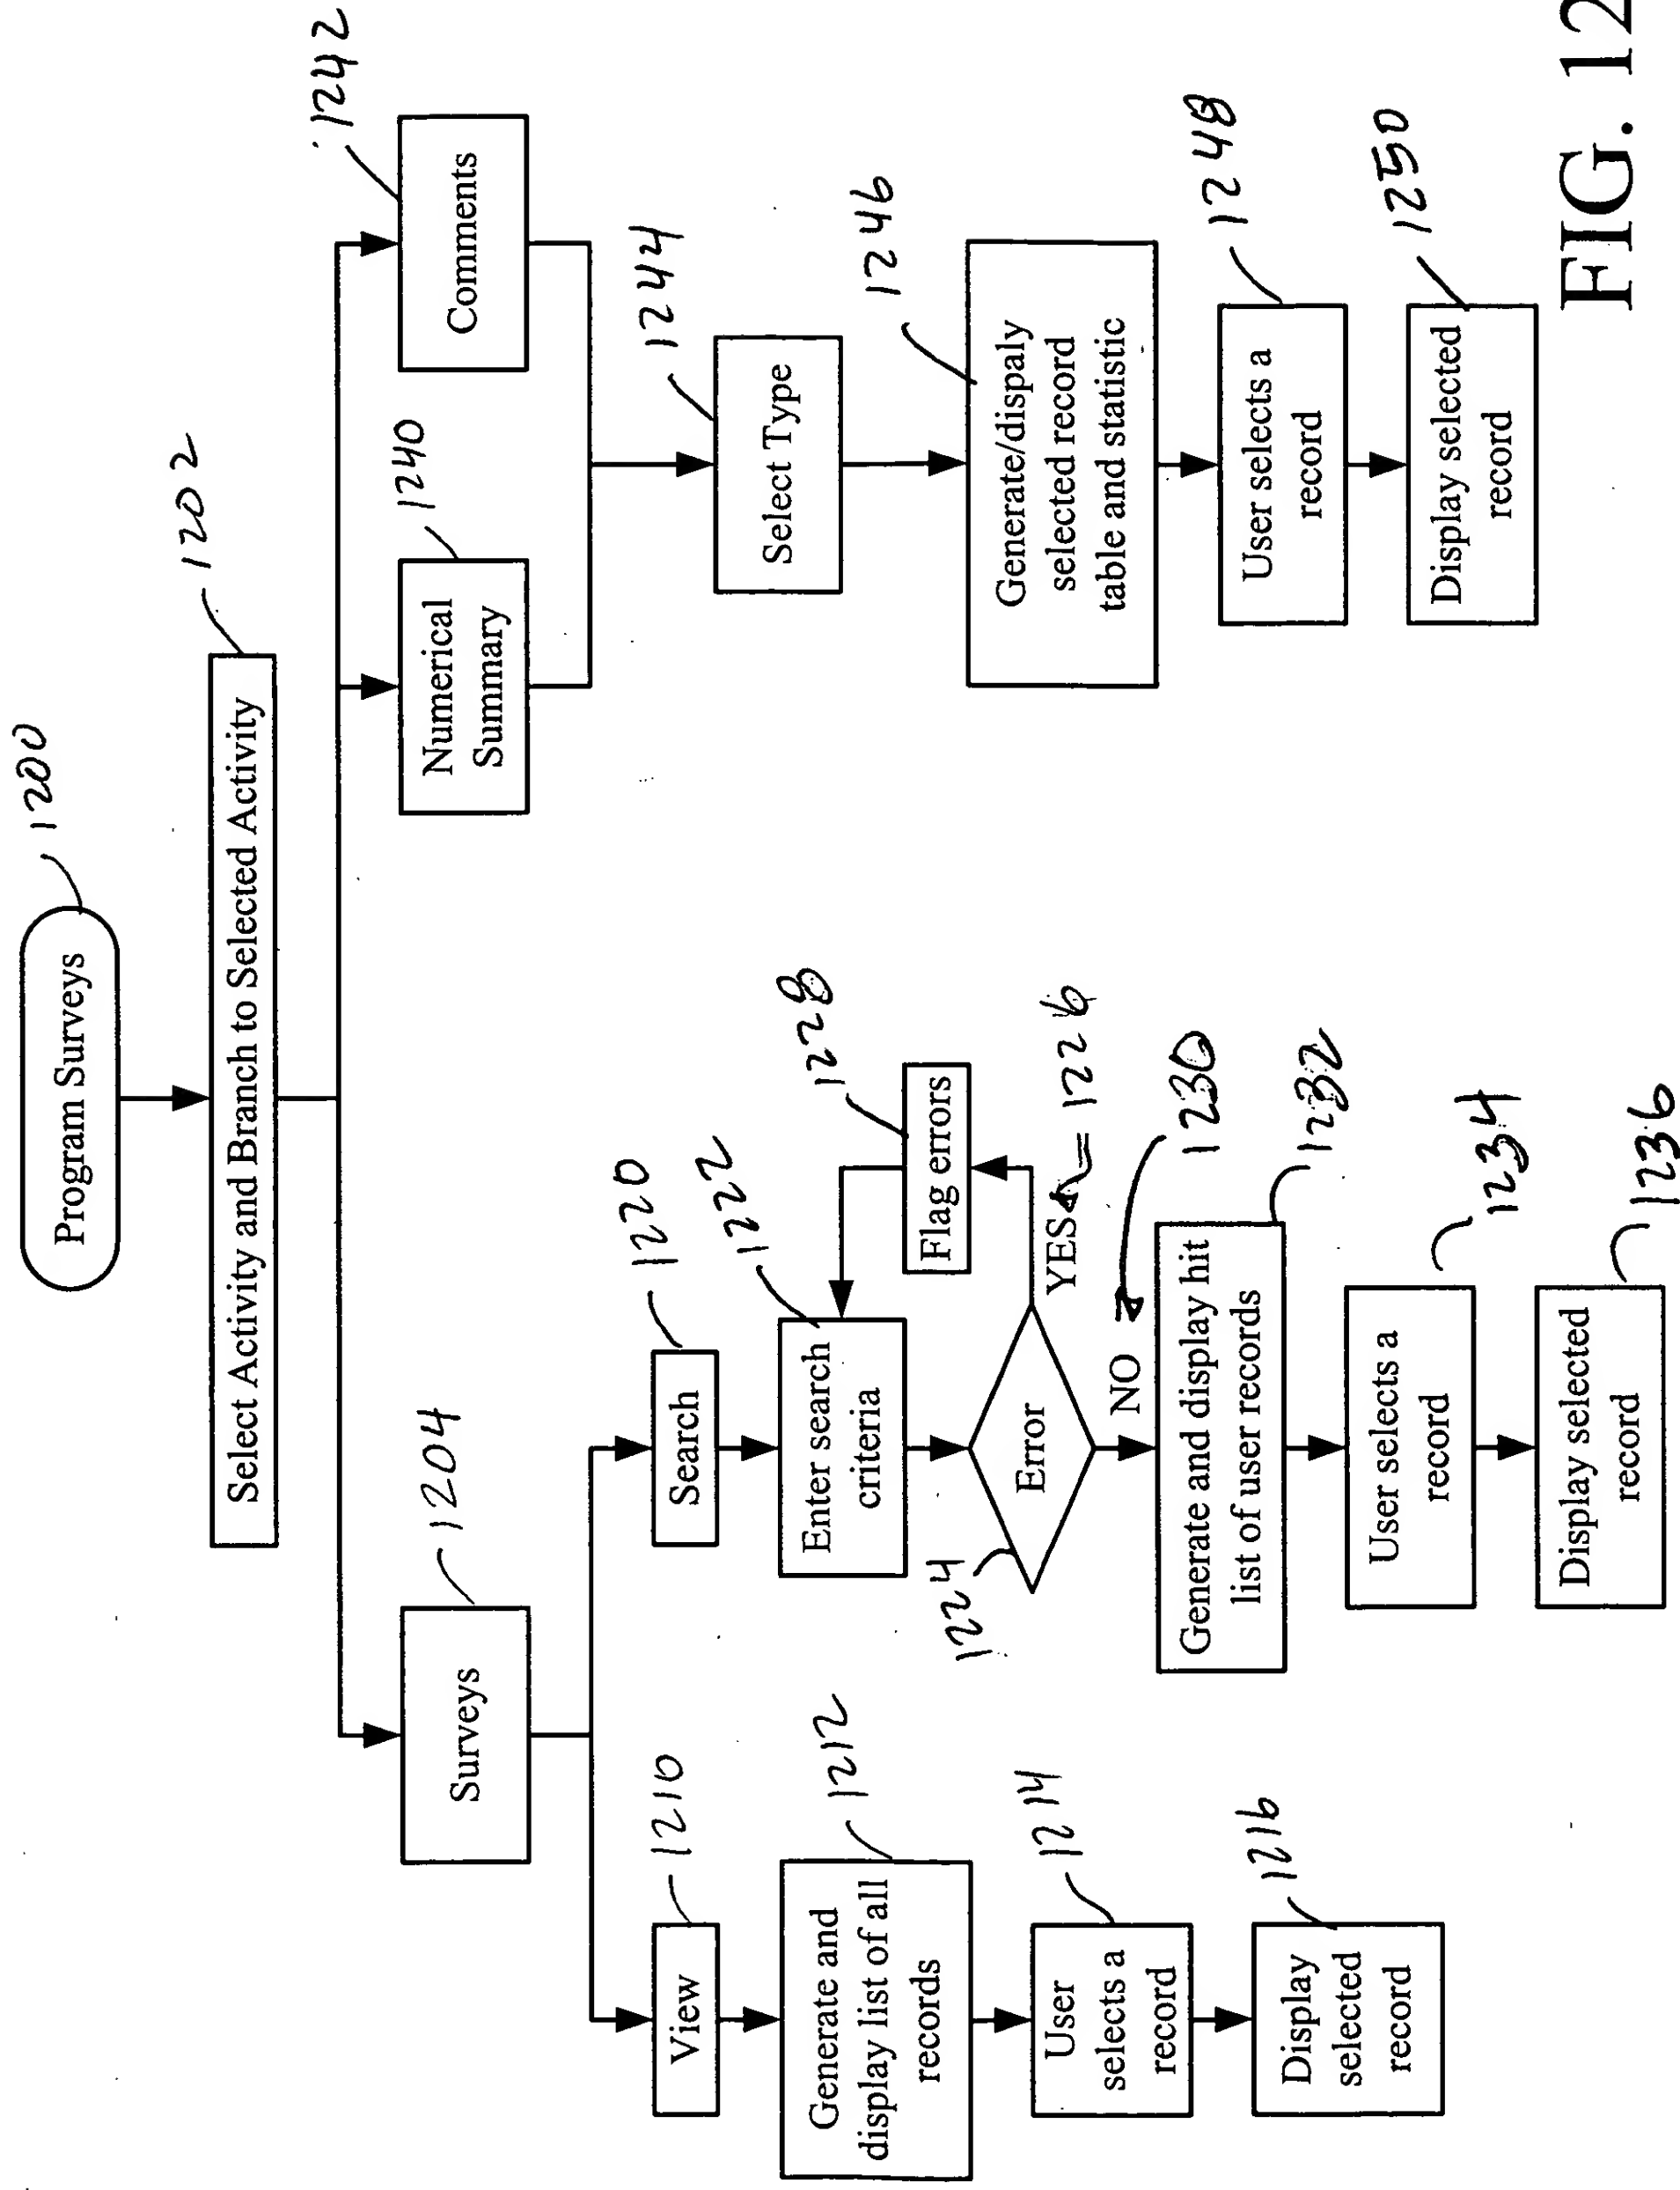 Program Surveys
1200
Select Activity and Branch to Selected Activity
1202
Surveys
1204
Numerical
Summary
1240
Comments
1242
View
1210
Generate and
display list of all
records
1212
User
selects a
record
1214
Display
selected
record
1216
Search
1220
Enter search
criteria
1222
Error
1224
YES
1226
Flag errors
1228
NO
1230
Generate and display hit
list of user records
1232
User selects a
record
1234
Display selected
record
1236
Select Type
1244
Generate/dispaly
selected record
table and statistic
1246
User selects a
record
1248
Display selected
record
1250
FIG. 12